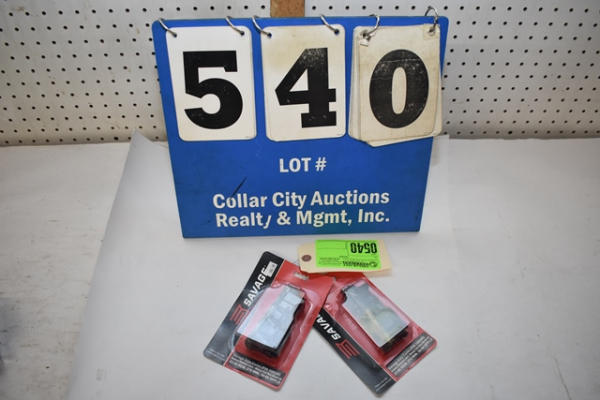 540
LOT #
Collar City Auctions
Realty & Mgmt, Inc.
0540
SAVAGE
SAVAGE